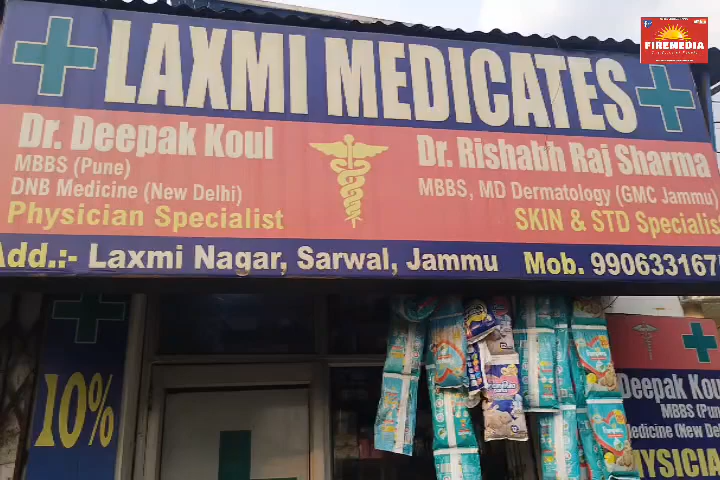 FIREMEDIA
LAXMI MEDICATES
Dr. Deepak Koul
MBBS (Pune)
DNB Medicine (New Delhi)
Physician Specialist
Dr. Rishabh Raj Sharma
MBBS, MD Dermatology (GMC Jammu)
SKIN & STD Specialis
Add.:- Laxmi Nagar, Sarwal, Jammu Mob. 990633167
10%
Deepak Kou
MBBS (Pun
Medicine (New Delh
HYSICIA